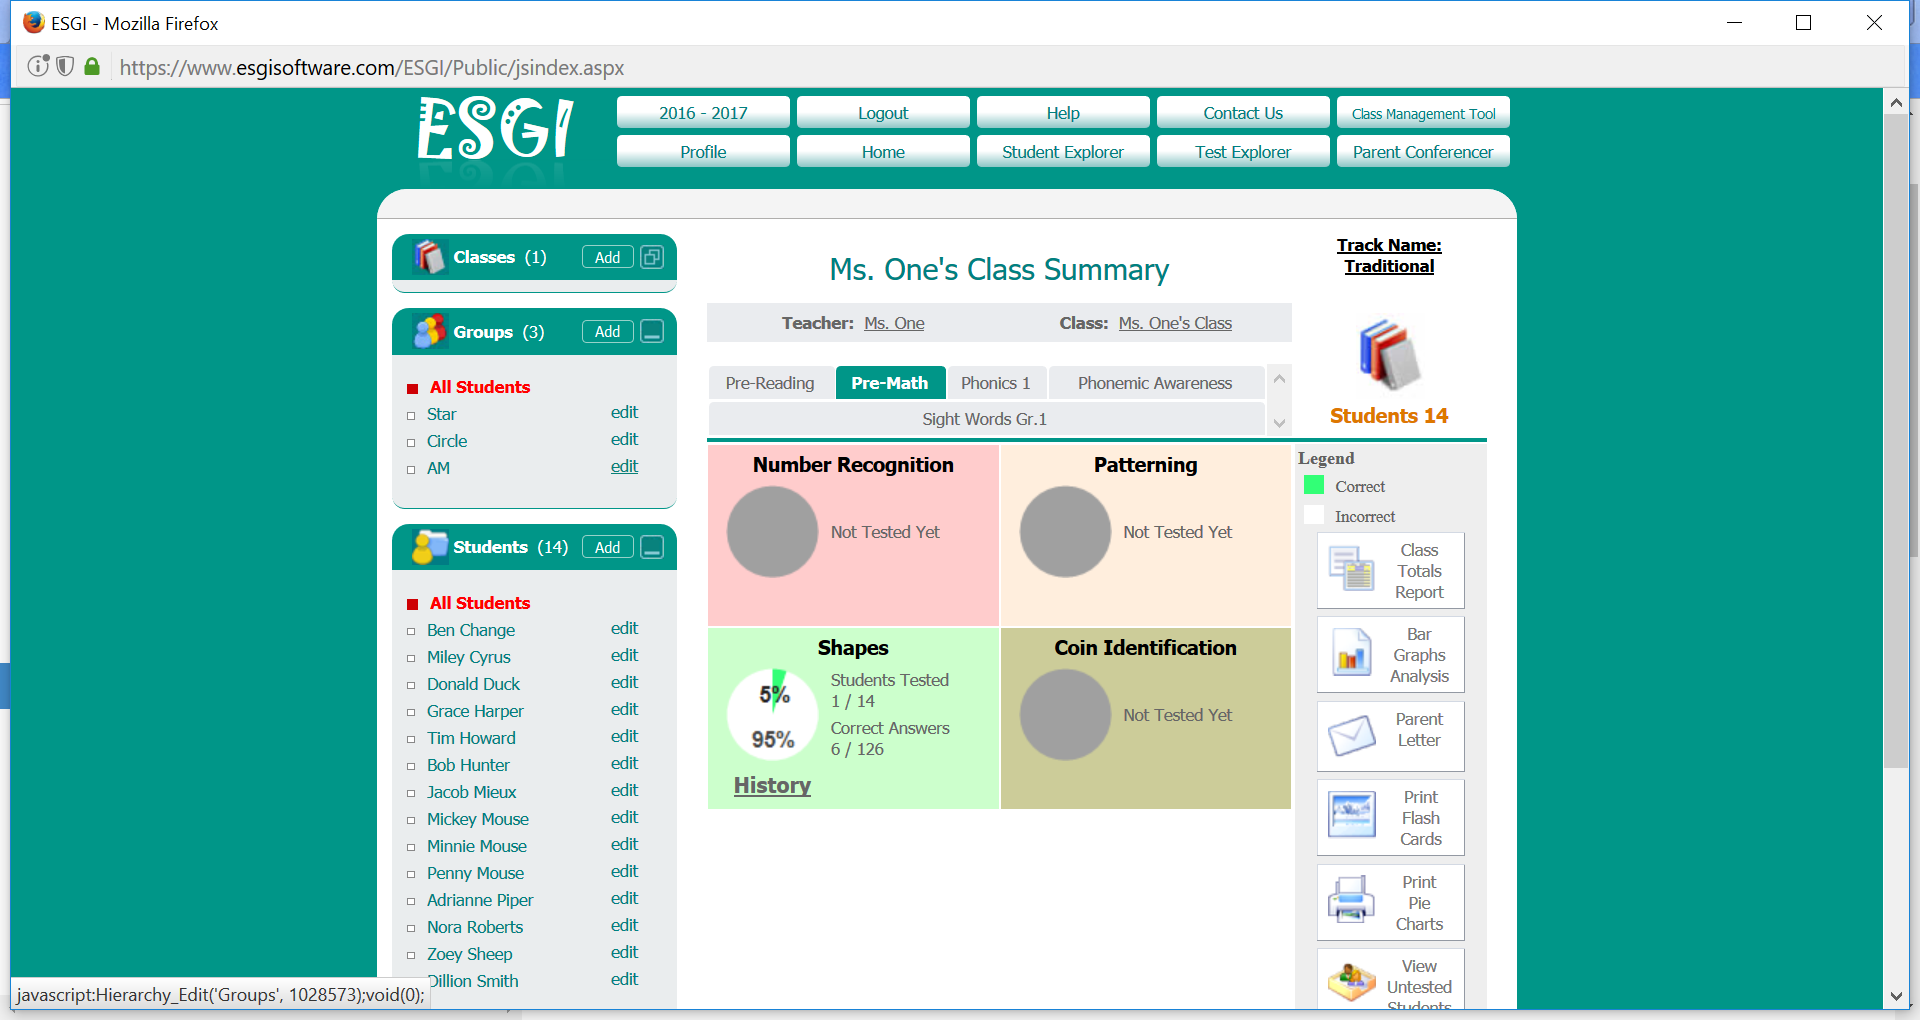 ESGI - Mozilla Firefox
https://www.esgisoftware.com/ESGI/Public/jsindex.aspx
ESGI
2016 - 2017
Logout
Help
Contact Us
Class Management Tool
Profile
Home
Student Explorer
Test Explorer
Parent Conferencer
Classes (1)
Add
Groups (3)
Add
All Students
Star edit
Circle edit
AM edit
Students (14)
Add
All Students
Ben Change edit
Miley Cyrus edit
Donald Duck edit
Grace Harper edit
Tim Howard edit
Bob Hunter edit
Jacob Mieux edit
Mickey Mouse edit
Minnie Mouse edit
Penny Mouse edit
Adrianne Piper edit
Nora Roberts edit
Zoey Sheep edit
Dillion Smith edit
Ms. One's Class Summary
Teacher: Ms. One Class: Ms. One's Class
Pre-Reading
Pre-Math
Phonics 1
Phonemic Awareness
Sight Words Gr.1
Number Recognition
Not Tested Yet
Patterning
Not Tested Yet
Shapes
5%
95%
Students Tested
1 / 14
Correct Answers
6 / 126
History
Coin Identification
Not Tested Yet
Track Name:
Traditional
Students 14
Legend
Correct
Incorrect
Class
Totals
Report
Bar
Graphs
Analysis
Parent
Letter
Print
Flash
Cards
Print
Pie
Charts
View
Untested
Students
javascript:Hierarchy_Edit('Groups', 1028573);void(0);